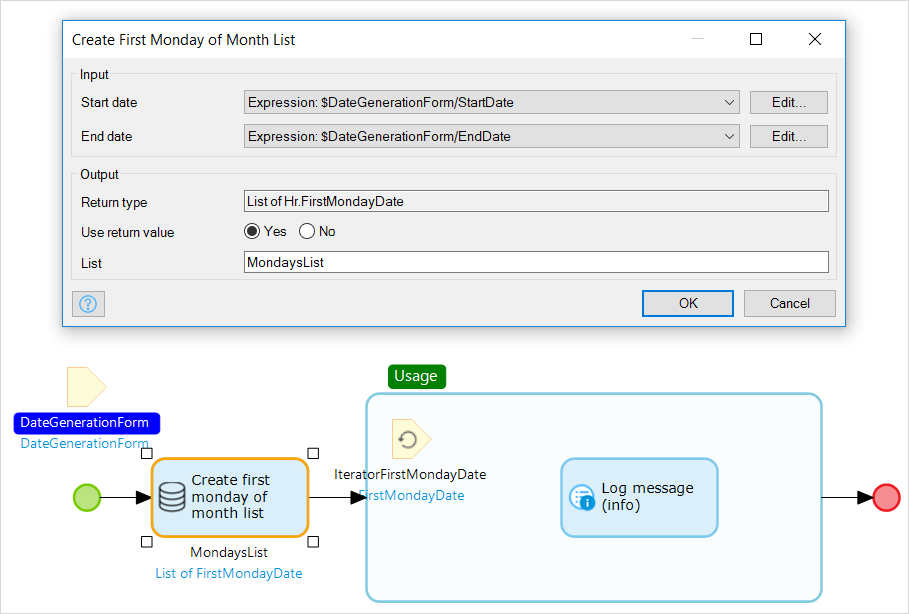 Create First Monday of Month List
Input
Start date
Expression: $DateGenerationForm/StartDate
Edit...
End date
Expression: $DateGenerationForm/EndDate
Edit...
Output
Return type
List of Hr.FirstMondayDate
Use return value
Yes
No
List
MondaysList
?
OK
Cancel
Usage
DateGenerationForm
DateGenerationForm
IteratorFirstMondayDate
FirstMondayDate
Create first
monday of
month list
Log message
(info)
MondaysList
List of FirstMondayDate